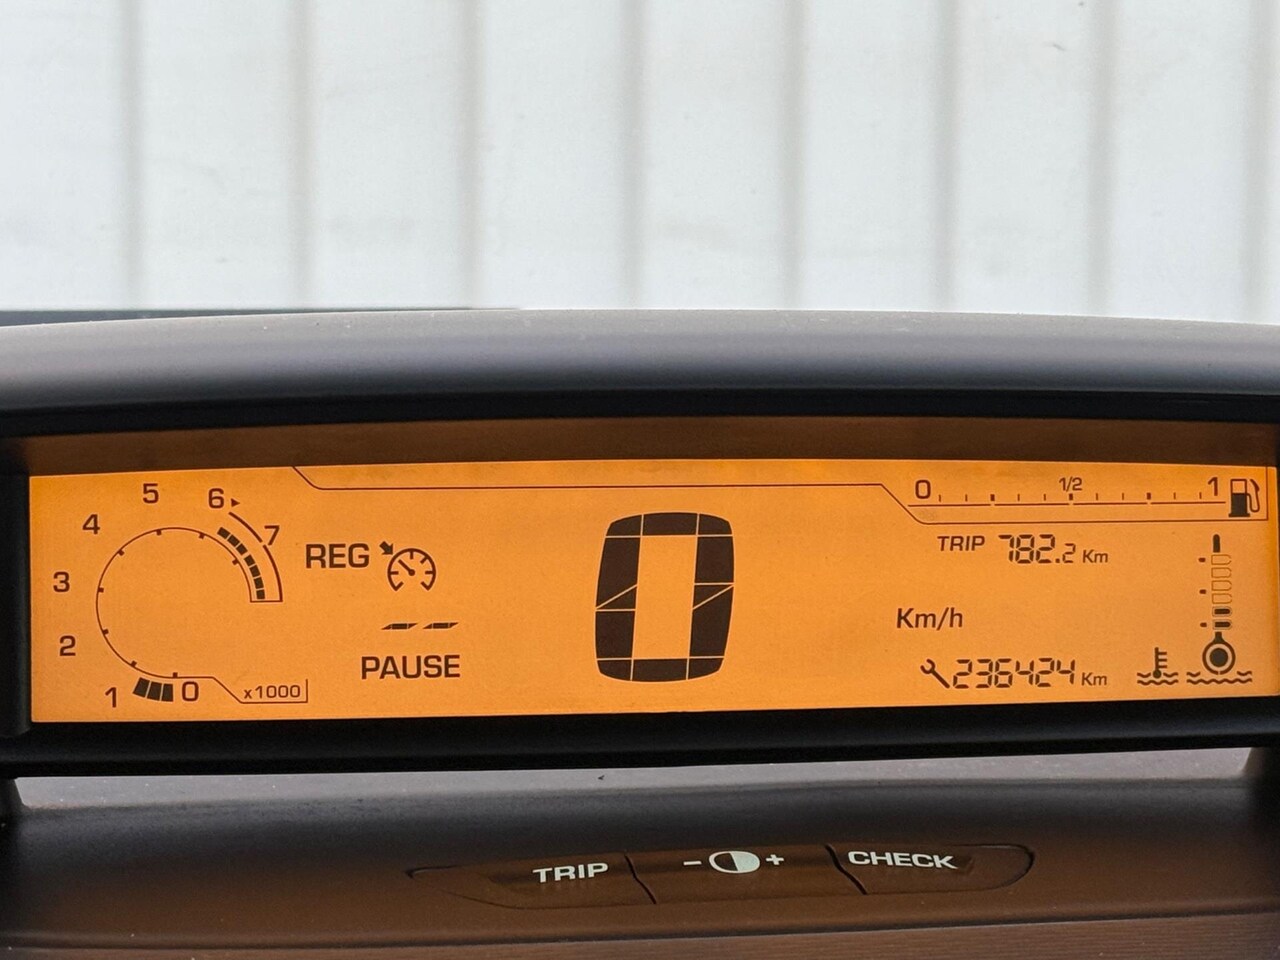 0 1/2 1
5 6
4 7
3
2
1 0 x1000
REG
-- --
PAUSE
0
TRIP 782.2 Km
Km/h
236424 Km
TRIP - + CHECK